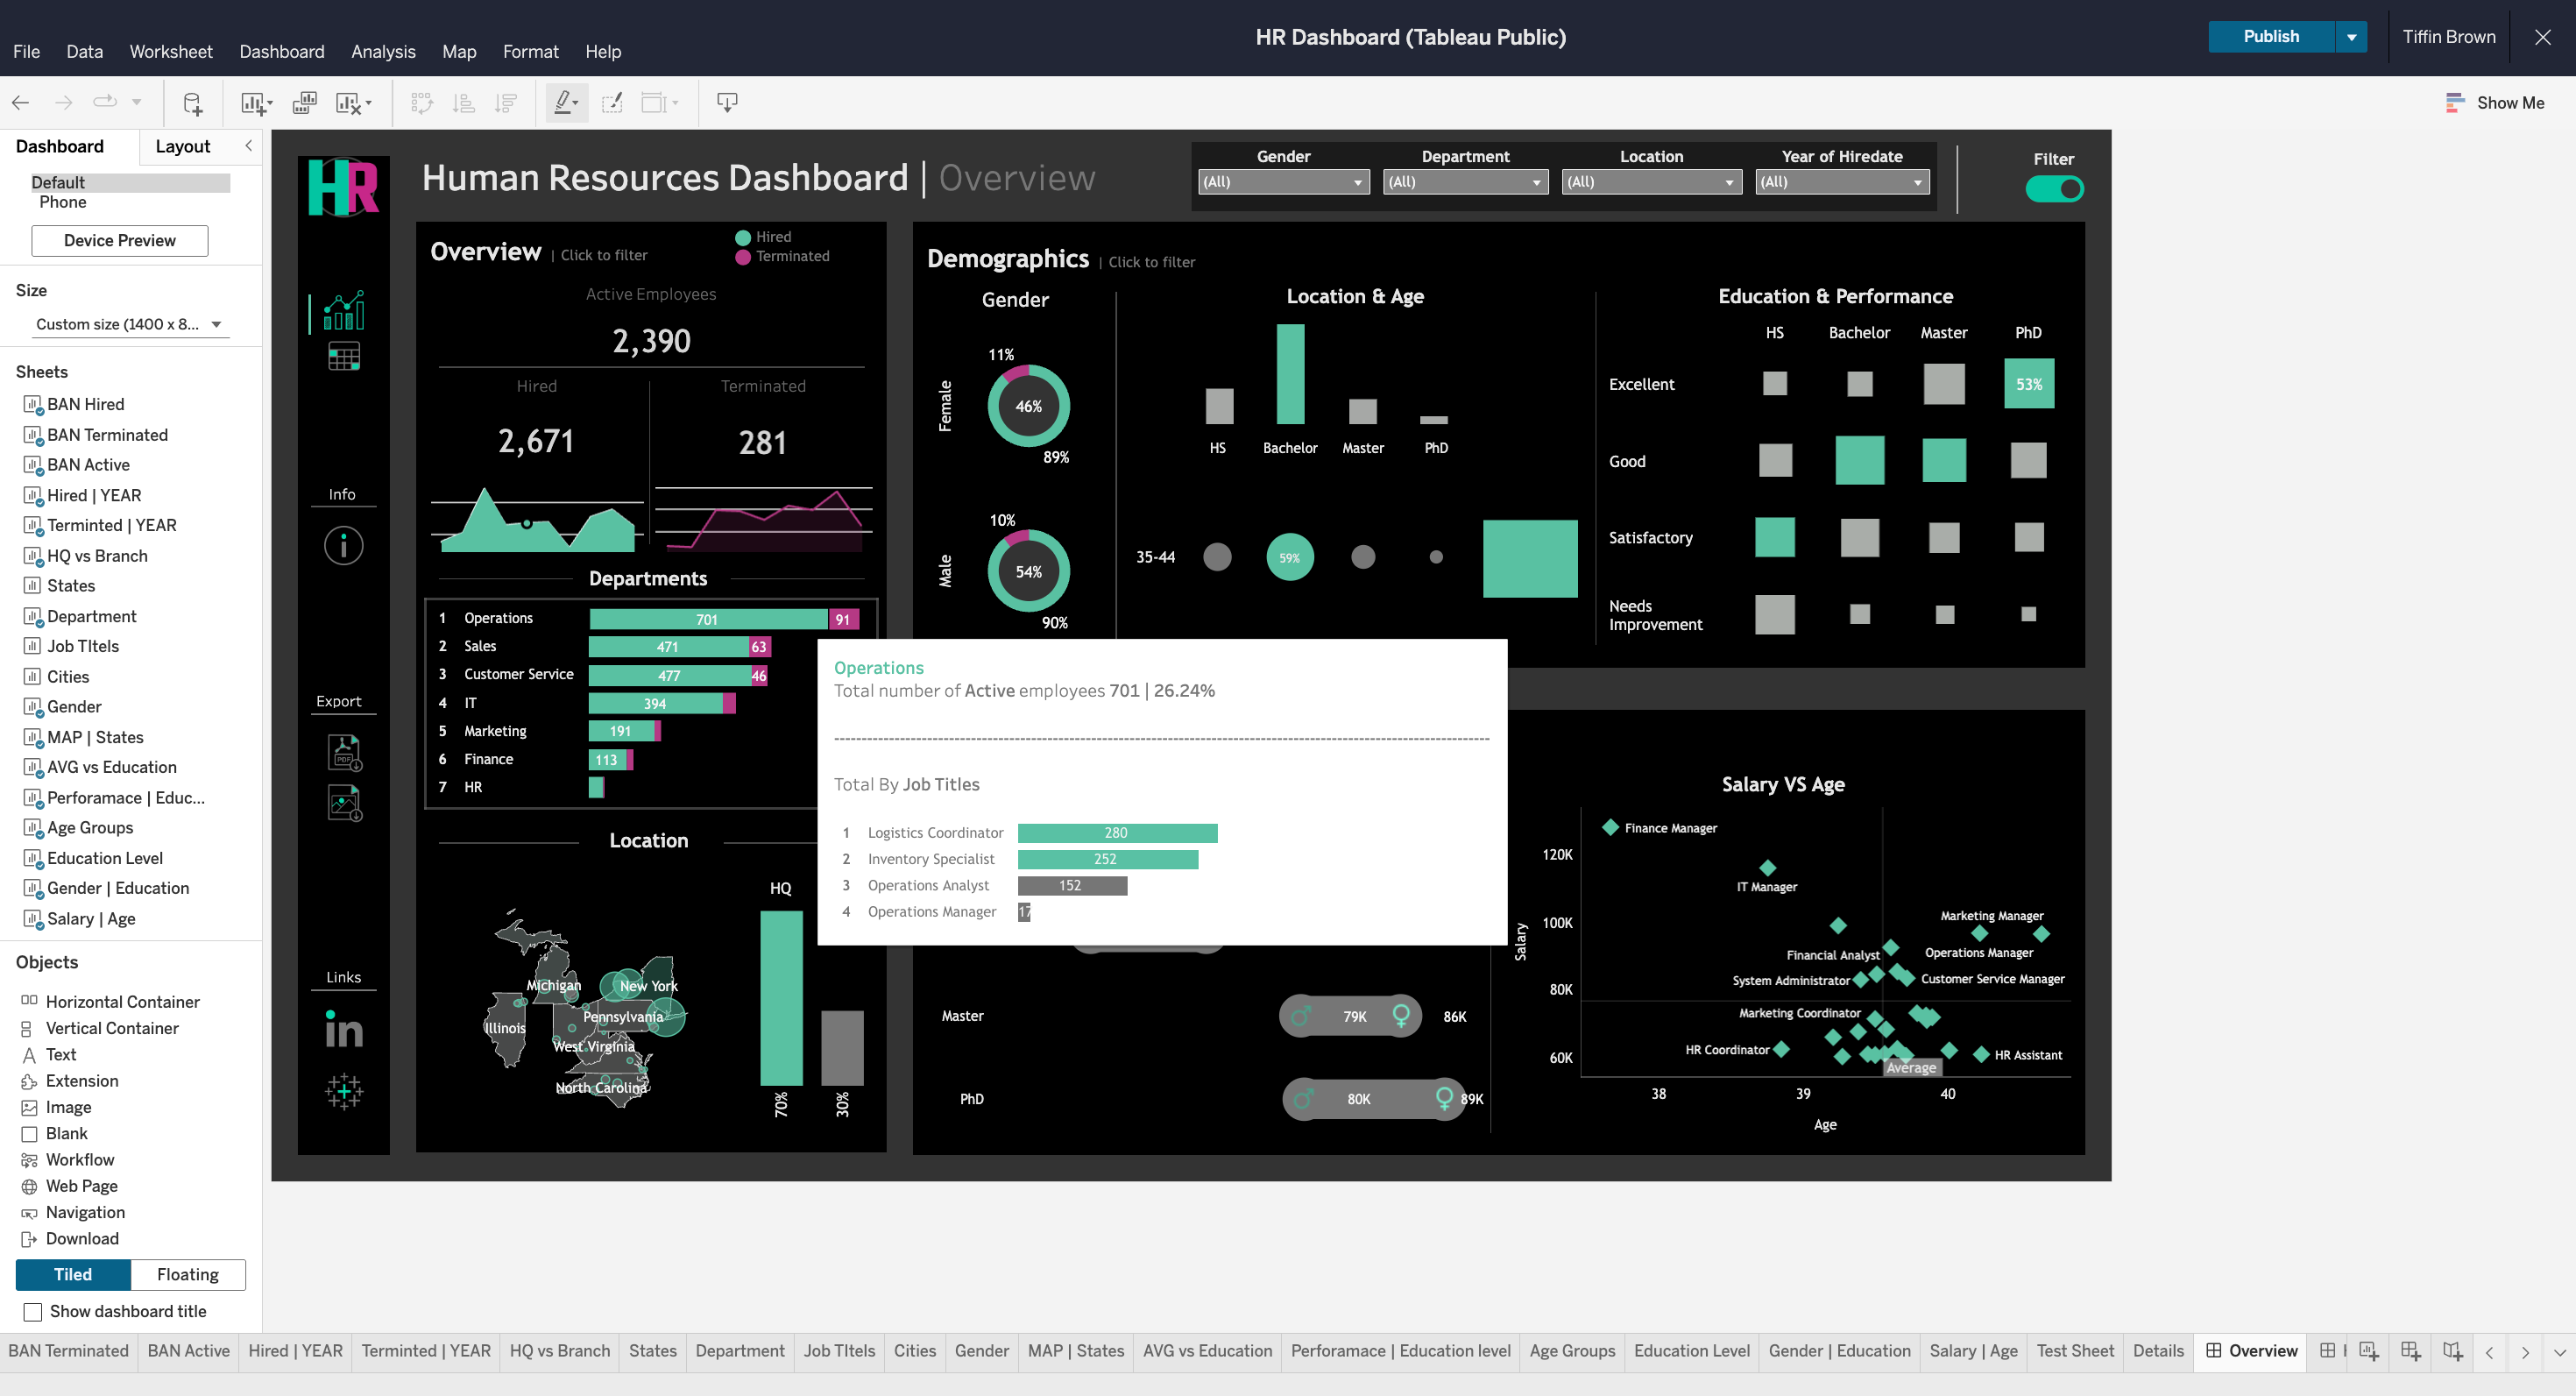 HR Dashboard (Tableau Public)
Publish
Tiffin Brown
File Data Worksheet Dashboard Analysis Map Format Help
Show Me
Dashboard
Layout
Default
Phone
Device Preview
Size
Custom size (1400 x 8...
Sheets
BAN Hired
BAN Terminated
BAN Active
Hired | YEAR
Terminted | YEAR
HQ vs Branch
States
Department
Job TItels
Cities
Gender
MAP | States
AVG vs Education
Perforamace | Educ...
Age Groups
Education Level
Gender | Education
Salary | Age
Objects
Horizontal Container
Vertical Container
Text
Extension
Image
Blank
Workflow
Web Page
Navigation
Download
Tiled
Floating
Show dashboard title
HR
Info
Export
PDF
Links
in
Human Resources Dashboard | Overview
Gender Department Location Year of Hiredate
(All) (All) (All) (All)
Filter
Overview | Click to filter
Hired
Terminated
Active Employees
2,390
Hired Terminated
2,671 281
Departments
1 Operations 701 91
2 Sales 471 63
3 Customer Service 477 46
4 IT 394
5 Marketing 191
6 Finance 113
7 HR
Location
HQ
Michigan
New York
Illinois
Pennsylvania
West Virginia
North Carolina
70% 30%
Demographics | Click to filter
Gender
11%
Female
46%
89%
10%
Male
54%
90%
Location & Age
HS Bachelor Master PhD
35-44
59%
Education & Performance
HS Bachelor Master PhD
Excellent
53%
Good
Satisfactory
Needs
Improvement
Operations
Total number of Active employees 701 | 26.24%
Total By Job Titles
1 Logistics Coordinator 280
2 Inventory Specialist 252
3 Operations Analyst 152
4 Operations Manager 17
Master 79K 86K
PhD 80K 89K
Salary VS Age
Salary
120K
100K
80K
60K
Finance Manager
IT Manager
Marketing Manager
Financial Analyst
Operations Manager
System Administrator
Customer Service Manager
Marketing Coordinator
HR Coordinator
HR Assistant
Average
38 39 40
Age
BAN Terminated BAN Active Hired | YEAR Terminted | YEAR HQ vs Branch States Department Job TItels Cities Gender MAP | States AVG vs Education Perforamace | Education level Age Groups Education Level Gender | Education Salary | Age Test Sheet Details Overview